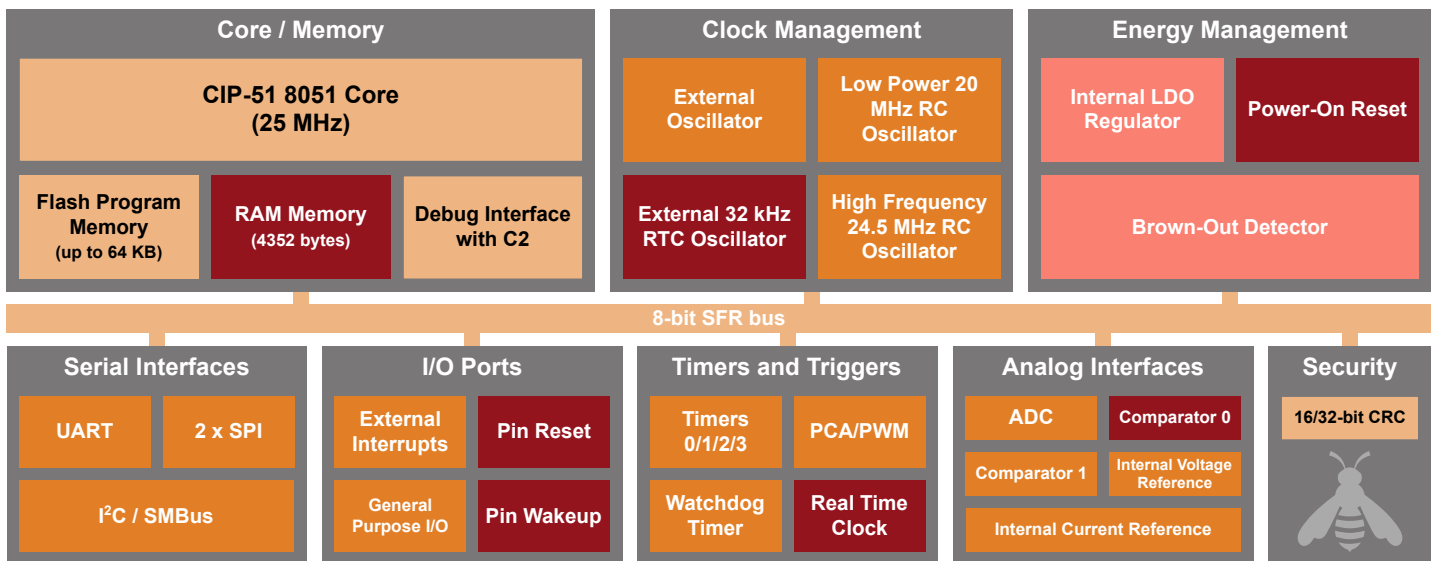 Core / Memory
CIP-51 8051 Core
(25 MHz)
Flash Program
Memory
(up to 64 KB)
RAM Memory
(4352 bytes)
Debug Interface
with C2
Clock Management
External
Oscillator
Low Power 20
MHz RC
Oscillator
External 32 kHz
RTC Oscillator
High Frequency
24.5 MHz RC
Oscillator
Energy Management
Internal LDO
Regulator
Power-On Reset
Brown-Out Detector
8-bit SFR bus
Serial Interfaces
UART
2 x SPI
I²C / SMBus
I/O Ports
External
Interrupts
Pin Reset
General
Purpose I/O
Pin Wakeup
Timers and Triggers
Timers
0/1/2/3
PCA/PWM
Watchdog
Timer
Real Time
Clock
Analog Interfaces
ADC
Comparator 0
Comparator 1
Internal Voltage
Reference
Internal Current Reference
Security
16/32-bit CRC